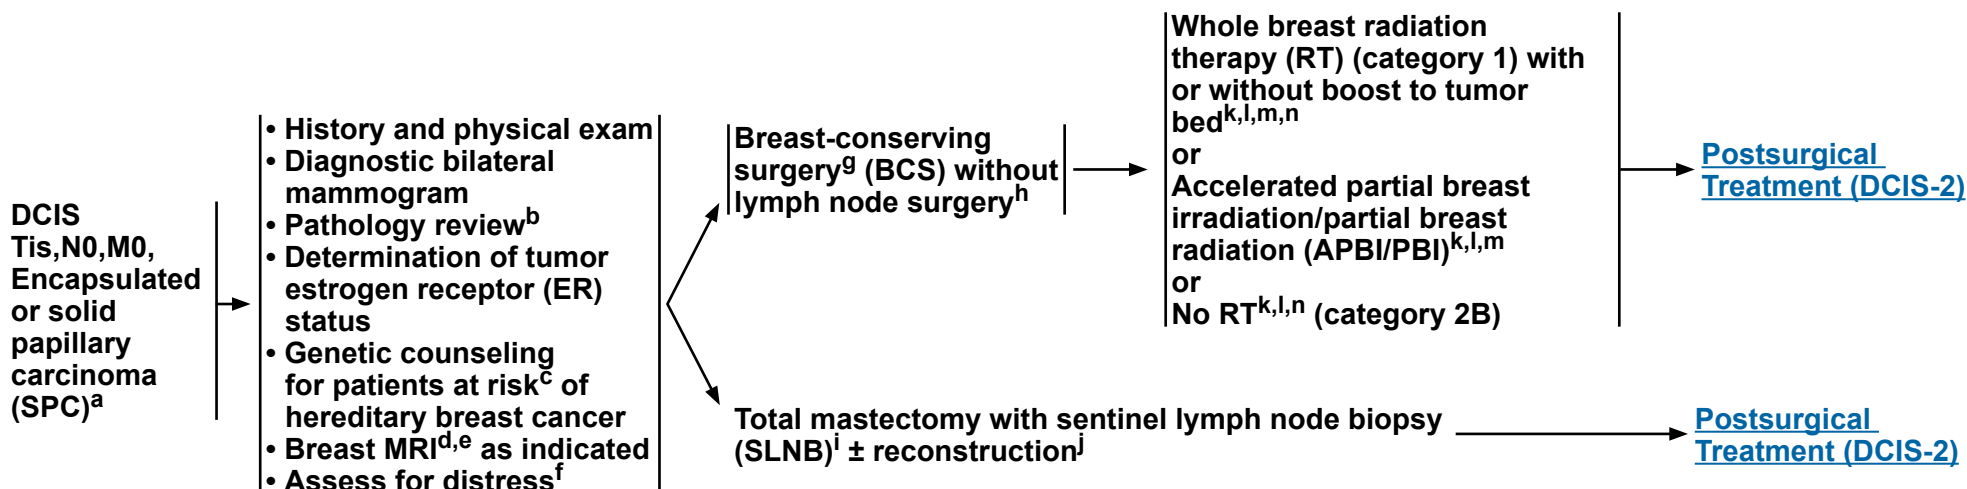 DCIS
Tis,N0,M0,
Encapsulated
or solid
papillary
carcinoma
(SPC)a
• History and physical exam
• Diagnostic bilateral
mammogram
• Pathology reviewb
• Determination of tumor
estrogen receptor (ER)
status
• Genetic counseling
for patients at riskc of
hereditary breast cancer
• Breast MRId,e as indicated
• Assess for distressf
Breast-conserving
surgeryg (BCS) without
lymph node surgeryh
Whole breast radiation
therapy (RT) (category 1) with
or without boost to tumor
bedk,l,m,n
or
Accelerated partial breast
irradiation/partial breast
radiation (APBI/PBI)k,l,m
or
No RTk,l,n (category 2B)
Postsurgical
Treatment (DCIS-2)
Total mastectomy with sentinel lymph node biopsy
(SLNB)i ± reconstructionj
Postsurgical
Treatment (DCIS-2)